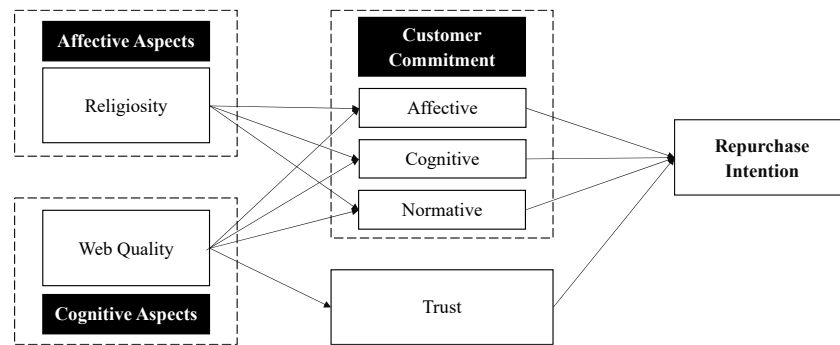 Affective Aspects
Religiosity
Web Quality
Cognitive Aspects
Customer
Commitment
Affective
Cognitive
Normative
Trust
Repurchase
Intention